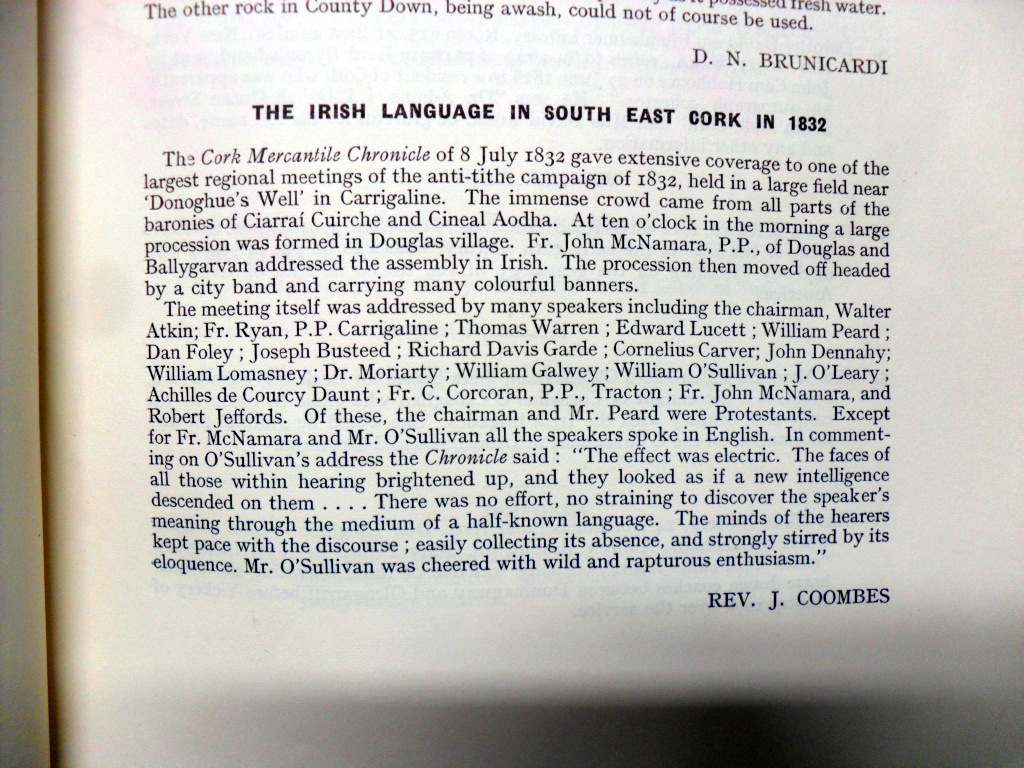 possessed fresh water.
The other rock in County Down, being awash, could not of course be used.
D. N. BRUNICARDI
THE IRISH LANGUAGE IN SOUTH EAST CORK IN 1832
The Cork Mercantile Chronicle of 8 July 1832 gave extensive coverage to one of the
largest regional meetings of the anti-tithe campaign of 1832, held in a large field near
'Donoghue's Well' in Carrigaline. The immense crowd came from all parts of the
baronies of Ciarraí Cuirche and Cineal Aodha. At ten o'clock in the morning a large
procession was formed in Douglas village. Fr. John McNamara, P.P., of Douglas and
Ballygarvan addressed the assembly in Irish. The procession then moved off headed
by a city band and carrying many colourful banners.
The meeting itself was addressed by many speakers including the chairman, Walter
Atkin; Fr. Ryan, P.P. Carrigaline ; Thomas Warren ; Edward Lucett ; William Peard ;
Dan Foley ; Joseph Busteed ; Richard Davis Garde ; Cornelius Carver; John Dennahy;
William Lomasney ; Dr. Moriarty ; William Galwey ; William O'Sullivan ; J. O'Leary ;
Achilles de Courcy Daunt ; Fr. C. Corcoran, P.P., Tracton ; Fr. John McNamara, and
Robert Jeffords. Of these, the chairman and Mr. Peard were Protestants. Except
for Fr. McNamara and Mr. O'Sullivan all the speakers spoke in English. In comment-
ing on O'Sullivan's address the Chronicle said : "The effect was electric. The faces of
all those within hearing brightened up, and they looked as if a new intelligence
descended on them . . . . There was no effort, no straining to discover the speaker's
meaning through the medium of a half-known language. The minds of the hearers
kept pace with the discourse ; easily collecting its absence, and strongly stirred by its
eloquence. Mr. O'Sullivan was cheered with wild and rapturous enthusiasm."
REV. J. COOMBES